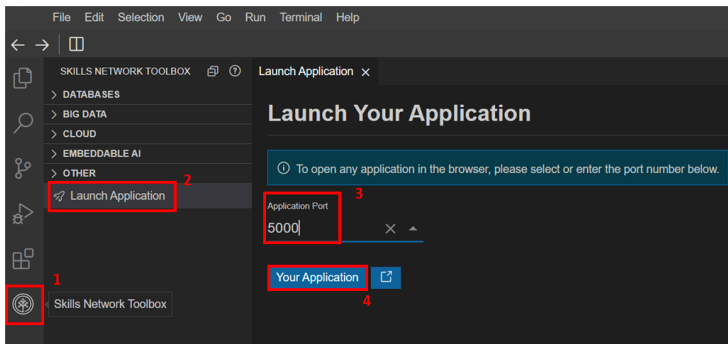 File Edit Selection View Go Run Terminal Help
SKILLS NETWORK TOOLBOX
Launch Application
DATABASES
BIG DATA
CLOUD
EMBEDDABLE AI
OTHER
2
Launch Application
1
Skills Network Toolbox
Launch Your Application
To open any application in the browser, please select or enter the port number below.
3
Application Port
5000
Your Application
4